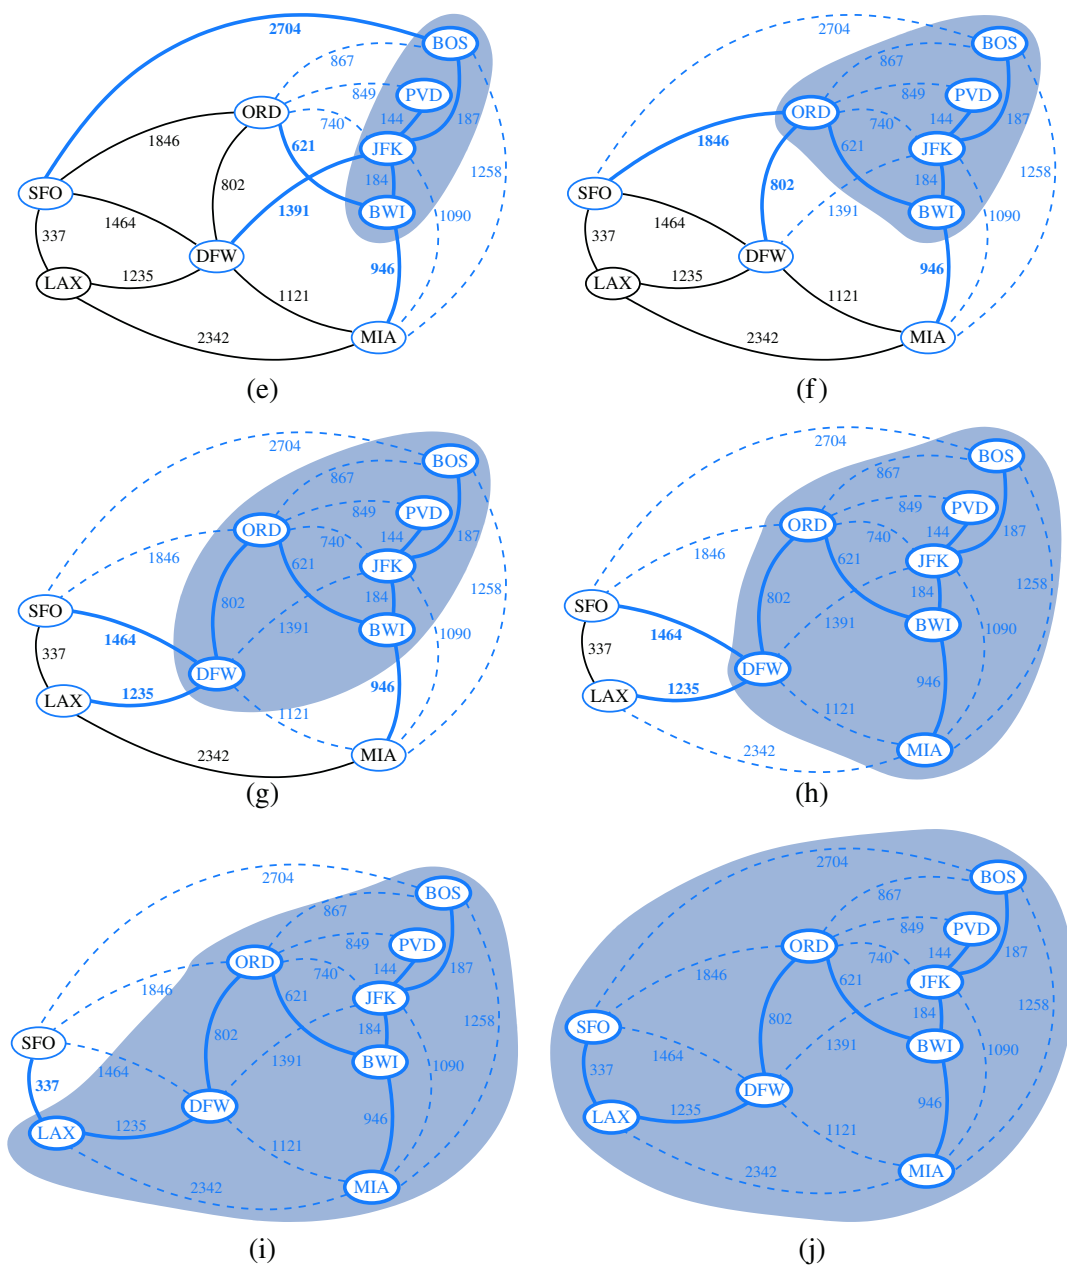 2704
BOS
867
PVD
849
ORD
144
187
740
1846
621
JFK
1258
184
802
SFO
1464
1391
BWI
1090
337
DFW
946
LAX
1235
1121
2342
MIA
(e)
2704
BOS
867
PVD
849
ORD
144
187
740
1846
621
JFK
1258
184
802
SFO
1464
1391
BWI
1090
337
DFW
946
LAX
1235
1121
2342
MIA
(f)
2704
BOS
867
PVD
849
ORD
144
187
740
1846
621
JFK
1258
184
802
SFO
1464
1391
BWI
1090
337
DFW
946
LAX
1235
1121
2342
MIA
(g)
2704
BOS
867
PVD
849
ORD
144
187
740
1846
621
JFK
1258
184
802
SFO
1464
1391
BWI
1090
337
DFW
946
LAX
1235
1121
2342
MIA
(h)
2704
BOS
867
PVD
849
ORD
144
187
740
1846
621
JFK
1258
184
802
SFO
1464
1391
BWI
1090
337
DFW
946
LAX
1235
1121
2342
MIA
(i)
2704
BOS
867
PVD
849
ORD
144
187
740
1846
621
JFK
1258
184
802
SFO
1464
1391
BWI
1090
337
DFW
946
LAX
1235
1121
2342
MIA
(j)